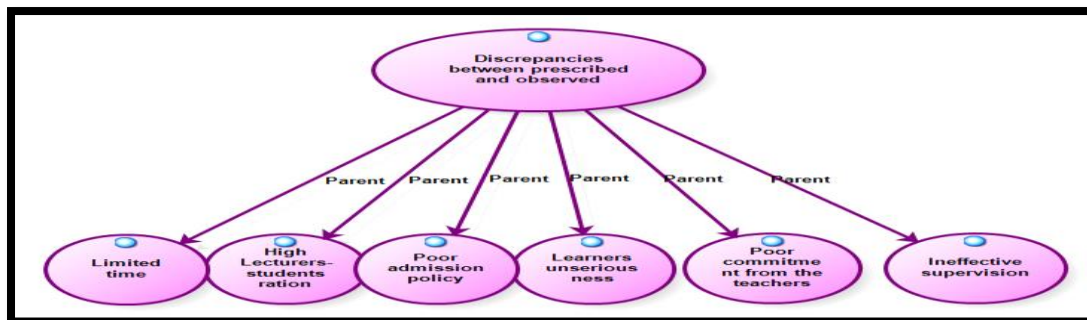 Discrepancies
between prescribed
and observed
Parent Parent Parent Parent Parent Parent
Limited
time
High
Lecturers-
students
ration
Poor
admission
policy
Learners
unserious
ness
Poor
commitme
nt from the
teachers
Ineffective
supervision